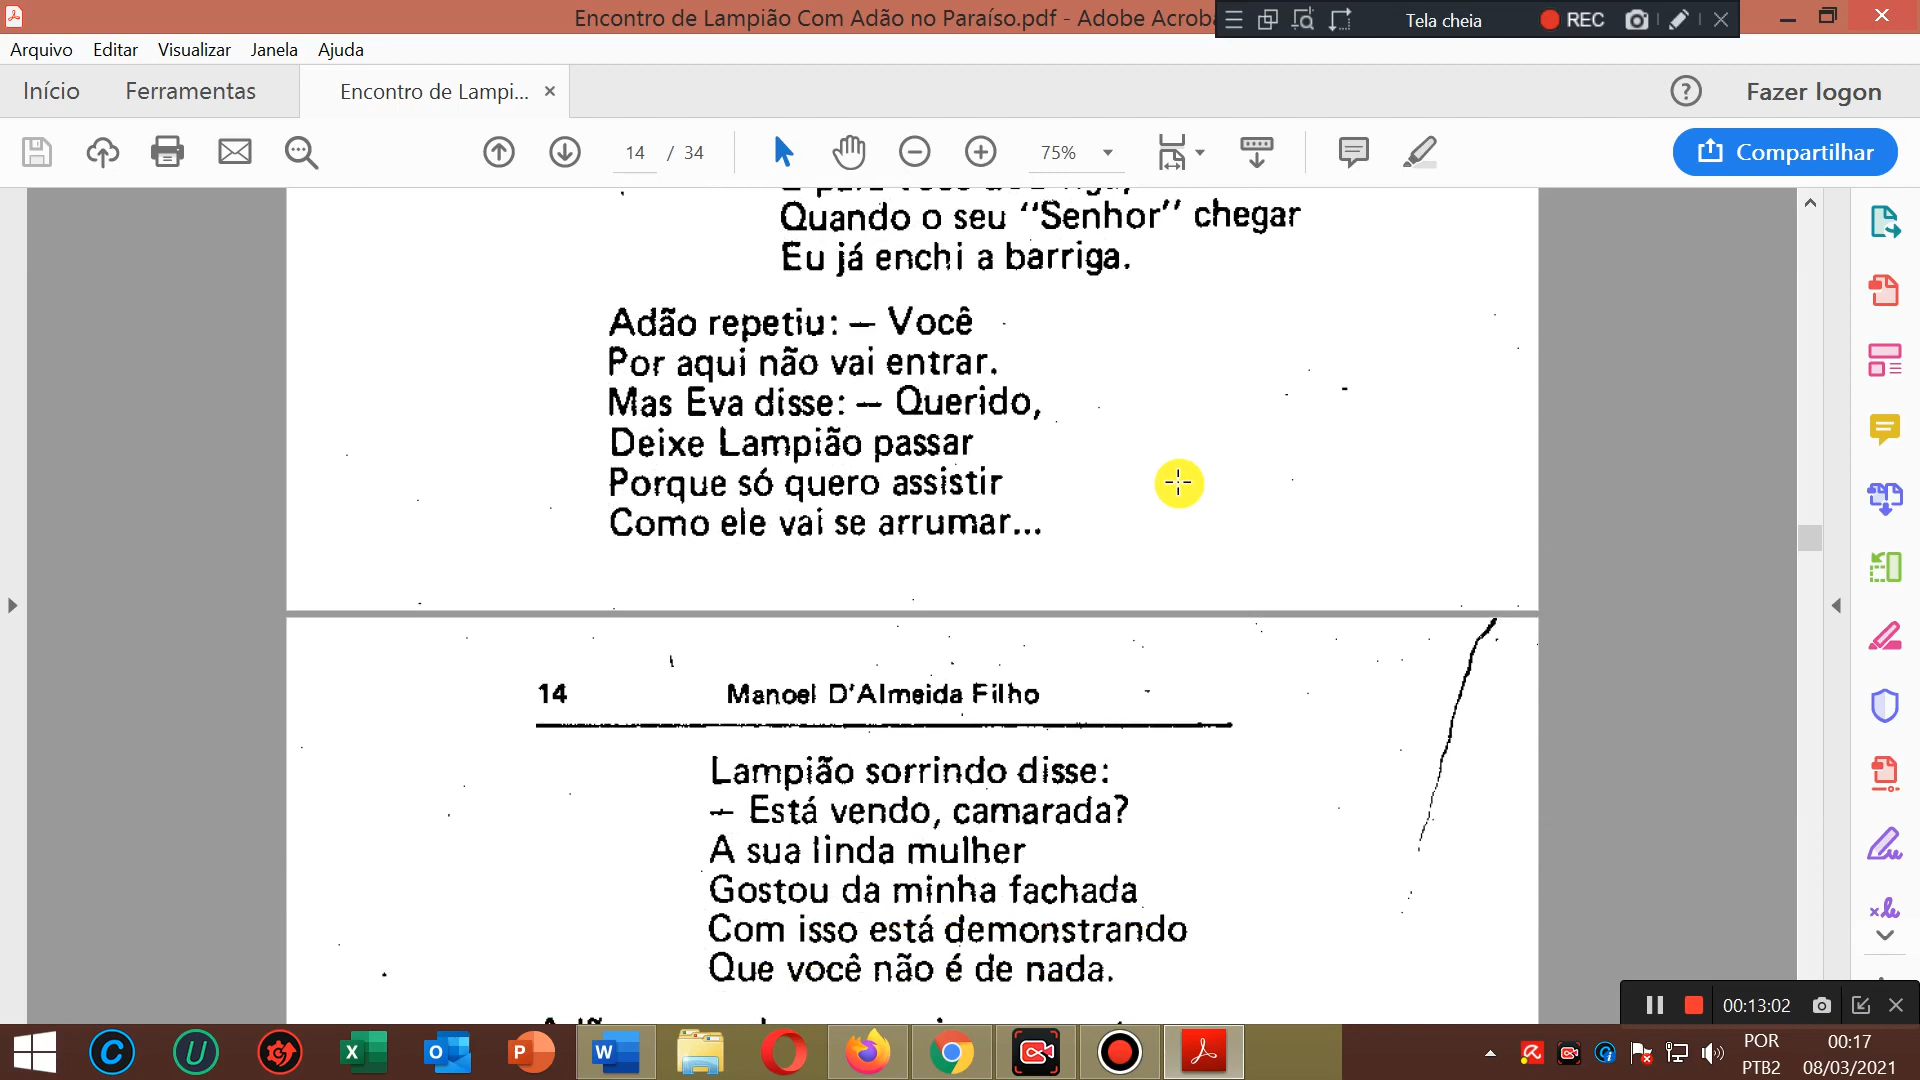 Encontro de Lampião Com Adão no Paraíso.pdf - Adobe Acroba
Tela cheia
REC
Arquivo Editar Visualizar Janela Ajuda
Início Ferramentas Encontro de Lampi... Fazer logon
14 / 34 75% Compartilhar
Quando o seu "Senhor" chegar
Eu já enchi a barriga.
Adão repetiu: — Você
Por aqui não vai entrar.
Mas Eva disse: — Querido,
Deixe Lampião passar
Porque só quero assistir
Como ele vai se arrumar...
14 Manoel D'Almeida Filho
Lampião sorrindo disse:
— Está vendo, camarada?
A sua linda mulher
Gostou da minha fachada
Com isso está demonstrando
Que você não é de nada.
00:13:02
POR 00:17
PTB2 08/03/2021